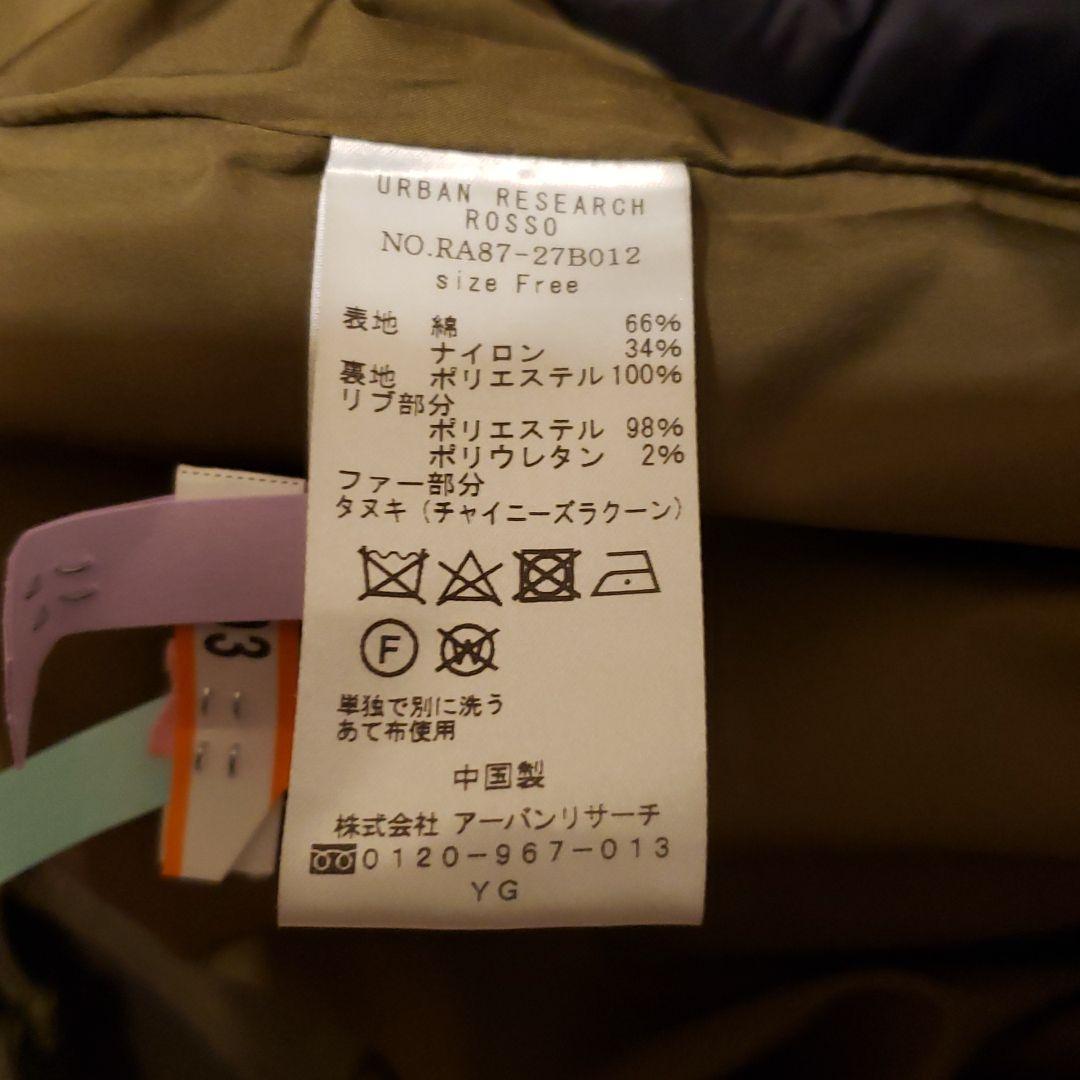 URBAN RESEARCH
ROSSO
NO.RA87-27B012
size Free
表地 綿 66%
ナイロン 34%
裏地 ポリエステル 100%
リブ部分
ポリエステル 98%
ポリウレタン 2%
ファー部分
タヌキ(チャイニーズラクーン)
F
W
単独で別に洗う
あて布使用
中国製
株式会社 アーバンリサーチ
0120-967-013
YG
03